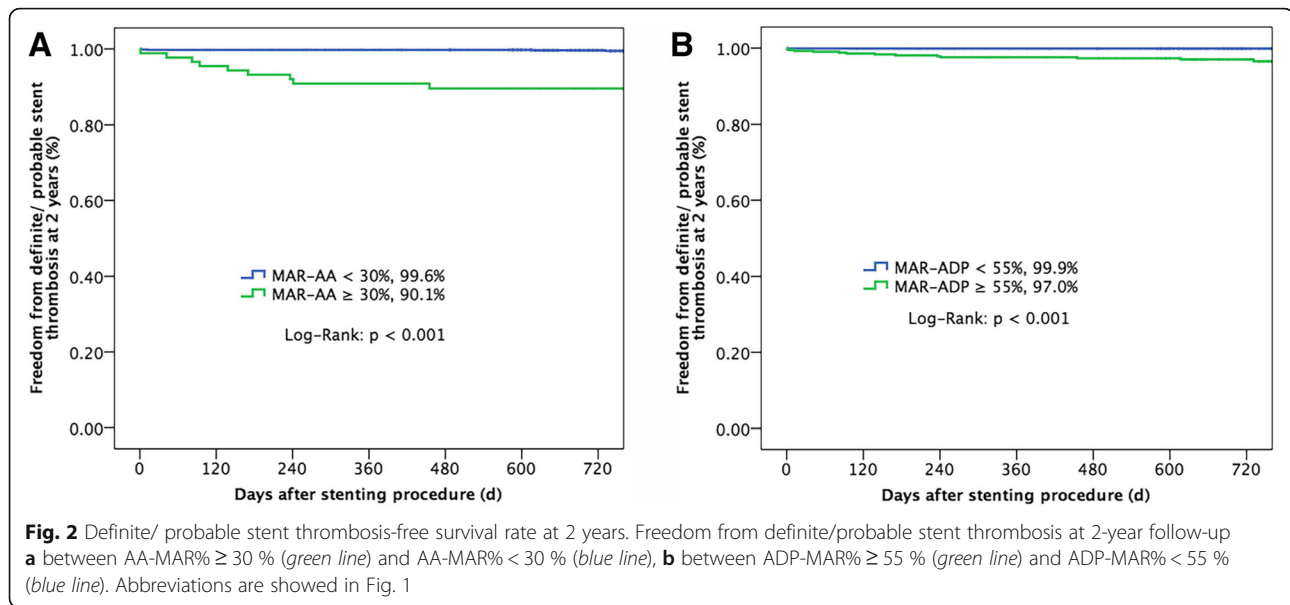 A
Freedom from definite/ probable stent
thrombosis at 2 years (%)
1.00
0.80
0.60
0.40
0.20
0.00
MAR-AA < 30%, 99.6%
MAR-AA ≥ 30%, 90.1%
Log-Rank: p < 0.001
0 120 240 360 480 600 720
Days after stenting procedure (d)
B
Freedom from definite/ probable stent
thrombosis at 2 years (%)
1.00
0.80
0.60
0.40
0.20
0.00
MAR-ADP < 55%, 99.9%
MAR-ADP ≥ 55%, 97.0%
Log-Rank: p < 0.001
0 120 240 360 480 600 720
Days after stenting procedure (d)
Fig. 2 Definite/ probable stent thrombosis-free survival rate at 2 years. Freedom from definite/probable stent thrombosis at 2-year follow-up
a between AA-MAR% ≥ 30 % (green line) and AA-MAR% < 30 % (blue line), b between ADP-MAR% ≥ 55 % (green line) and ADP-MAR% < 55 %
(blue line). Abbreviations are showed in Fig. 1